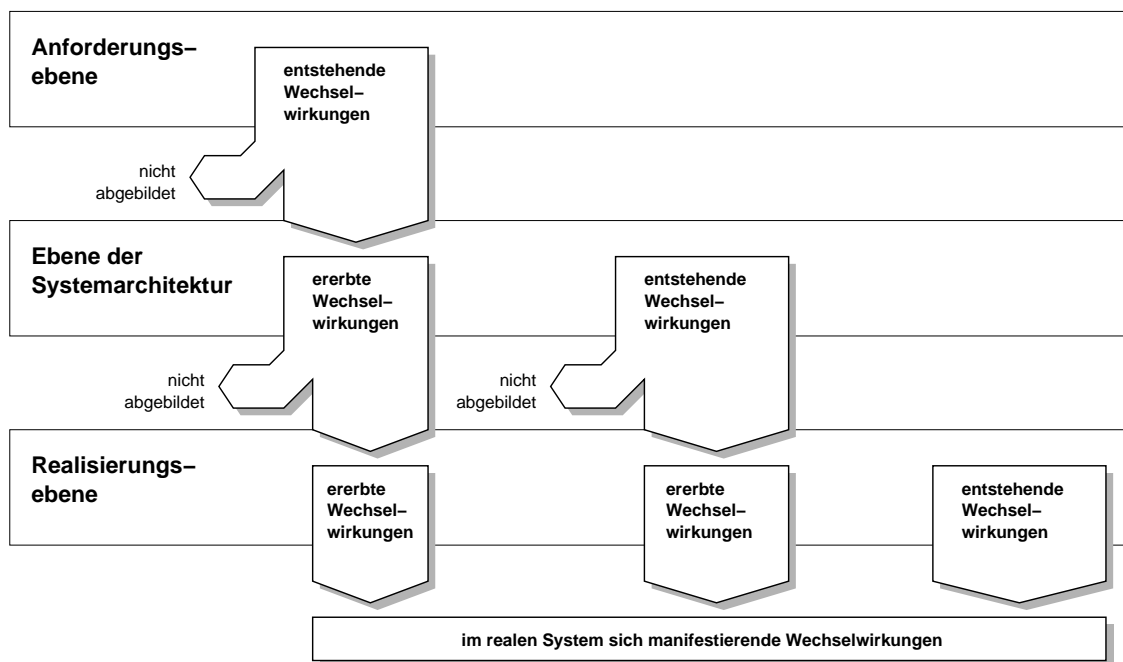 Anforderungs–
ebene
entstehende
Wechsel–
wirkungen
nicht
abgebildet
Ebene der
Systemarchitektur
ererbte
Wechsel–
wirkungen
entstehende
Wechsel–
wirkungen
nicht
abgebildet
nicht
abgebildet
Realisierungs–
ebene
ererbte
Wechsel–
wirkungen
ererbte
Wechsel–
wirkungen
entstehende
Wechsel–
wirkungen
im realen System sich manifestierende Wechselwirkungen